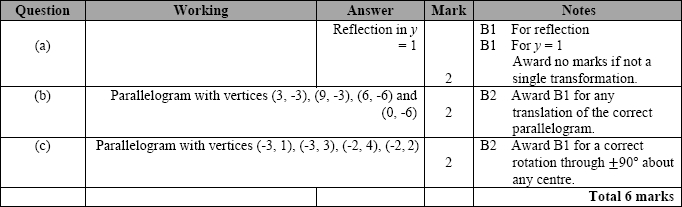 Question Working Answer Mark Notes
(a) Reflection in y = 1 2 B1 For reflection
B1 For y = 1
Award no marks if not a
single transformation.
(b) Parallelogram with vertices (3, -3), (9, -3), (6, -6) and
(0, -6) 2 B2 Award B1 for any
translation of the correct
parallelogram.
(c) Parallelogram with vertices (-3, 1), (-3, 3), (-2, 4), (-2, 2) 2 B2 Award B1 for a correct
rotation through ±90° about
any centre.
Total 6 marks